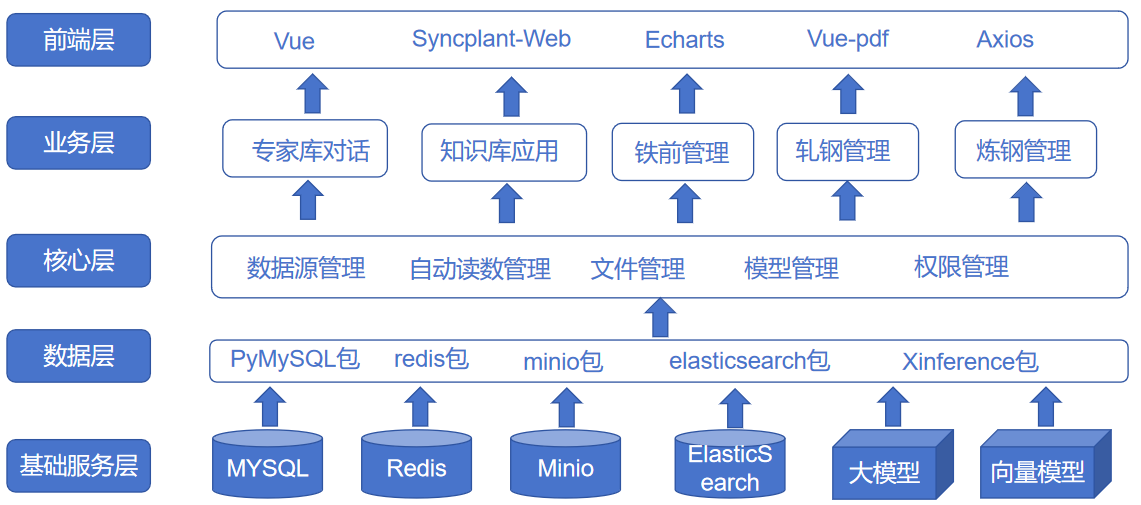 前端层
Vue Syncplant-Web Echarts Vue-pdf Axios
业务层
专家库对话 知识库应用 铁前管理 轧钢管理 炼钢管理
核心层
数据源管理 自动读数管理 文件管理 模型管理 权限管理
数据层
PyMySQL包 redis包 minio包 elasticsearch包 Xinference包
基础服务层
MYSQL Redis Minio ElasticS
earch 大模型 向量模型